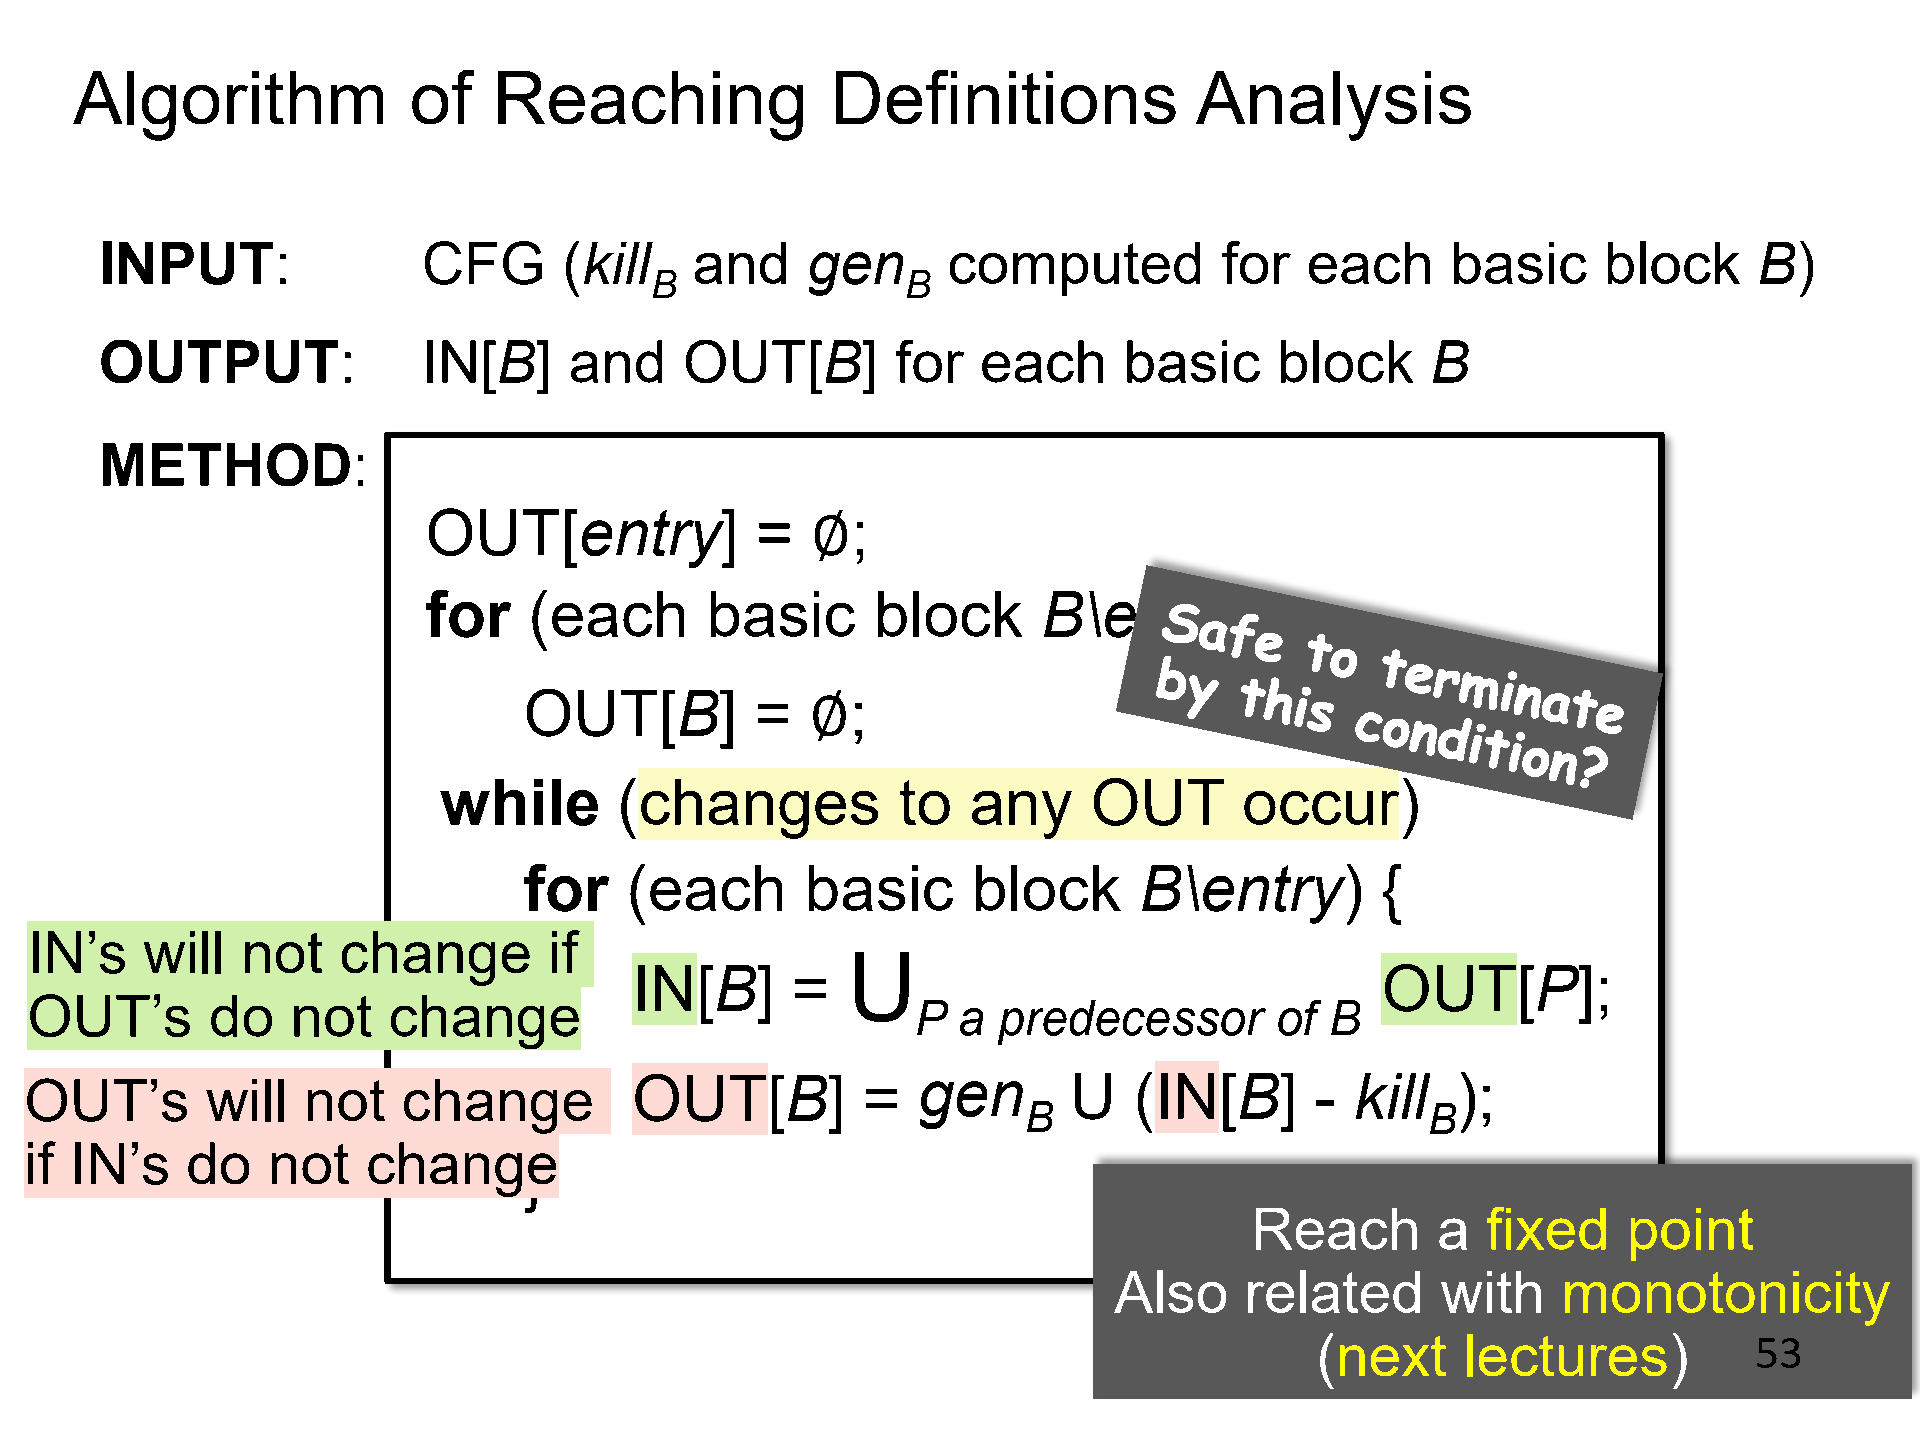 Algorithm of Reaching Definitions Analysis
INPUT: CFG (kill_B and gen_B computed for each basic block B)
OUTPUT: IN[B] and OUT[B] for each basic block B
METHOD:
OUT[entry] = ∅;
for (each basic block B\e
Safe to terminate
by this condition?
OUT[B] = ∅;
while (changes to any OUT occur)
for (each basic block B\entry) {
IN’s will not change if
OUT’s do not change
IN[B] = ⋃_P a predecessor of B OUT[P];
OUT’s will not change
if IN’s do not change
OUT[B] = gen_B U (IN[B] - kill_B);
}
Reach a fixed point
Also related with monotonicity
(next lectures)
53